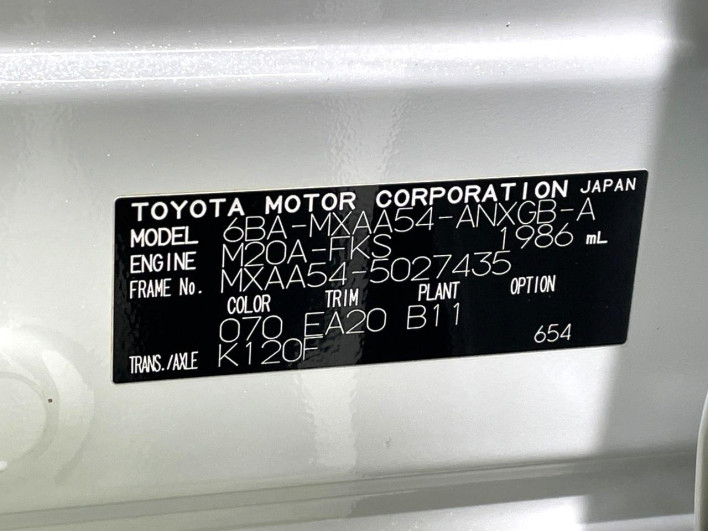 TOYOTA MOTOR CORPORATION JAPAN
MODEL 6BA-MXAA54-ANXGB-A
ENGINE M20A-FKS 1986 mL
FRAME No. MXAA54-5027435
COLOR TRIM PLANT OPTION
070 EA20 B11
TRANS./AXLE K120F 654